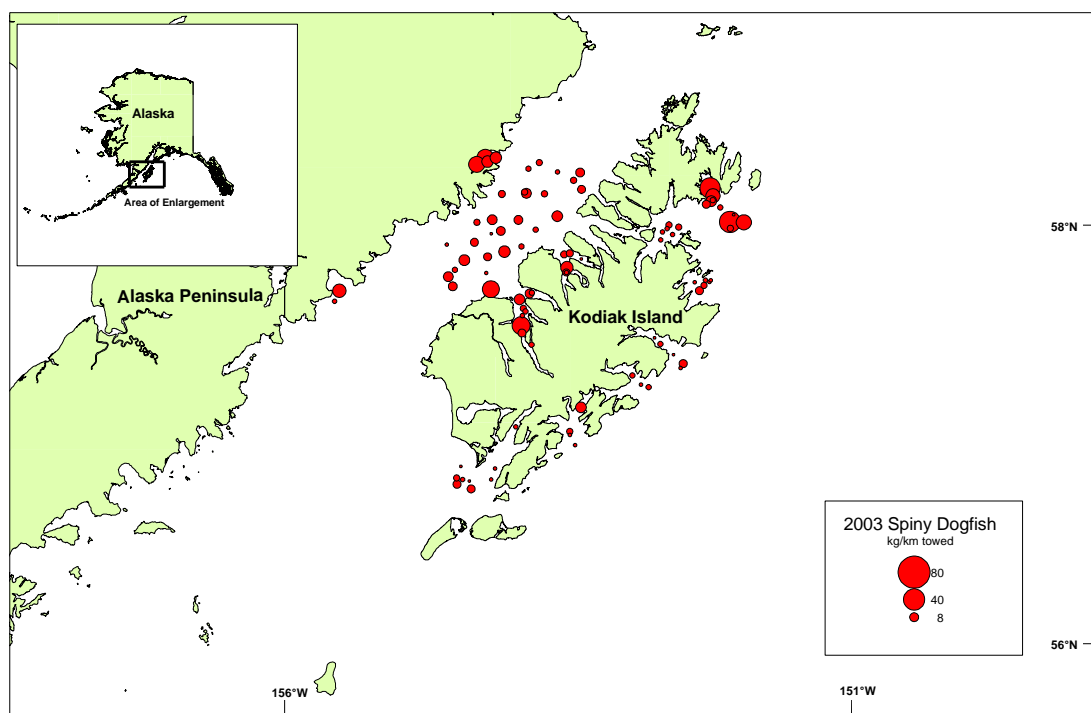 Alaska
Area of Enlargement
58°N
Alaska Peninsula
Kodiak Island
2003 Spiny Dogfish
kg/km towed
80
40
8
56°N
156°W
151°W